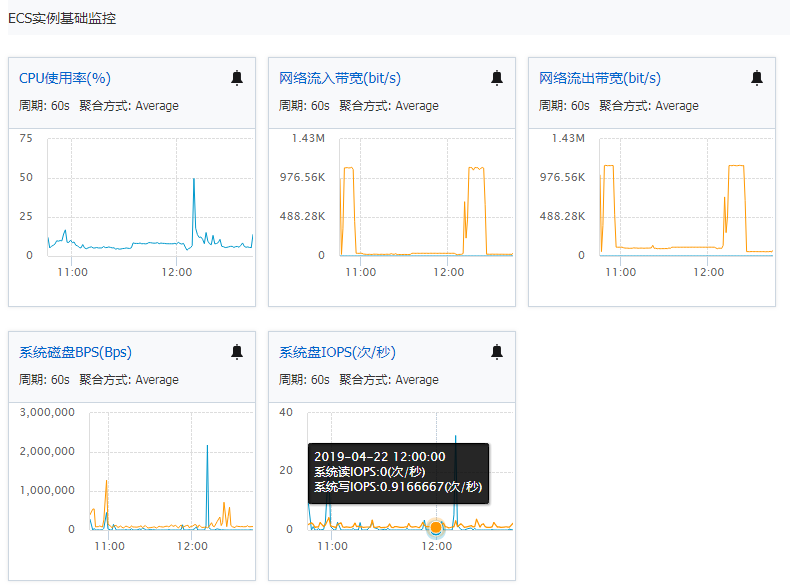 ECS实例基础监控
CPU使用率(%)
周期: 60s 聚合方式: Average
75
50
25
0
11:00 12:00
网络流入带宽(bit/s)
周期: 60s 聚合方式: Average
1.43M
976.56K
488.28K
0
11:00 12:00
网络流出带宽(bit/s)
周期: 60s 聚合方式: Average
1.43M
976.56K
488.28K
0
11:00 12:00
系统磁盘BPS(Bps)
周期: 60s 聚合方式: Average
3,000,000
2,000,000
1,000,000
0
11:00 12:00
系统盘IOPS(次/秒)
周期: 60s 聚合方式: Average
40
20
0
2019-04-22 12:00:00
系统读IOPS:0(次/秒)
系统写IOPS:0.9166667(次/秒)
11:00 12:00